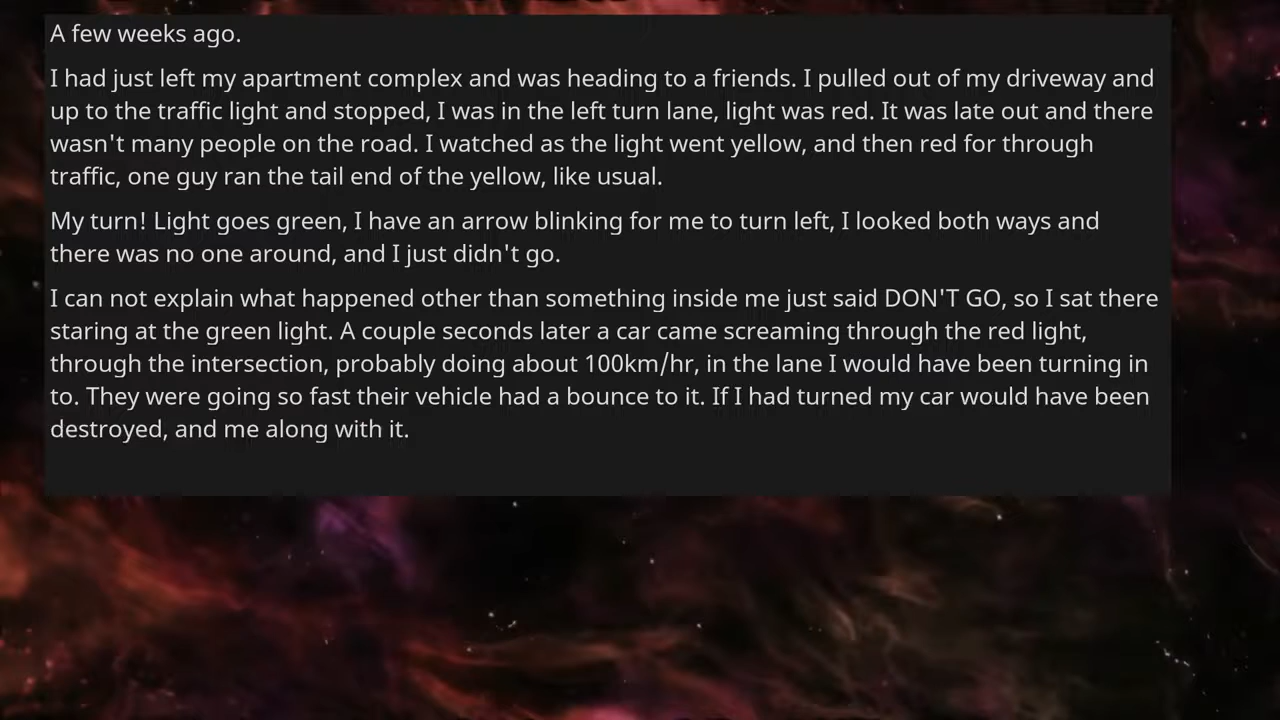 A few weeks ago.
I had just left my apartment complex and was heading to a friends. I pulled out of my driveway and
up to the traffic light and stopped, I was in the left turn lane, light was red. It was late out and there
wasn't many people on the road. I watched as the light went yellow, and then red for through
traffic, one guy ran the tail end of the yellow, like usual.
My turn! Light goes green, I have an arrow blinking for me to turn left, I looked both ways and
there was no one around, and I just didn't go.
I can not explain what happened other than something inside me just said DON'T GO, so I sat there
staring at the green light. A couple seconds later a car came screaming through the red light,
through the intersection, probably doing about 100km/hr, in the lane I would have been turning in
to. They were going so fast their vehicle had a bounce to it. If I had turned my car would have been
destroyed, and me along with it.